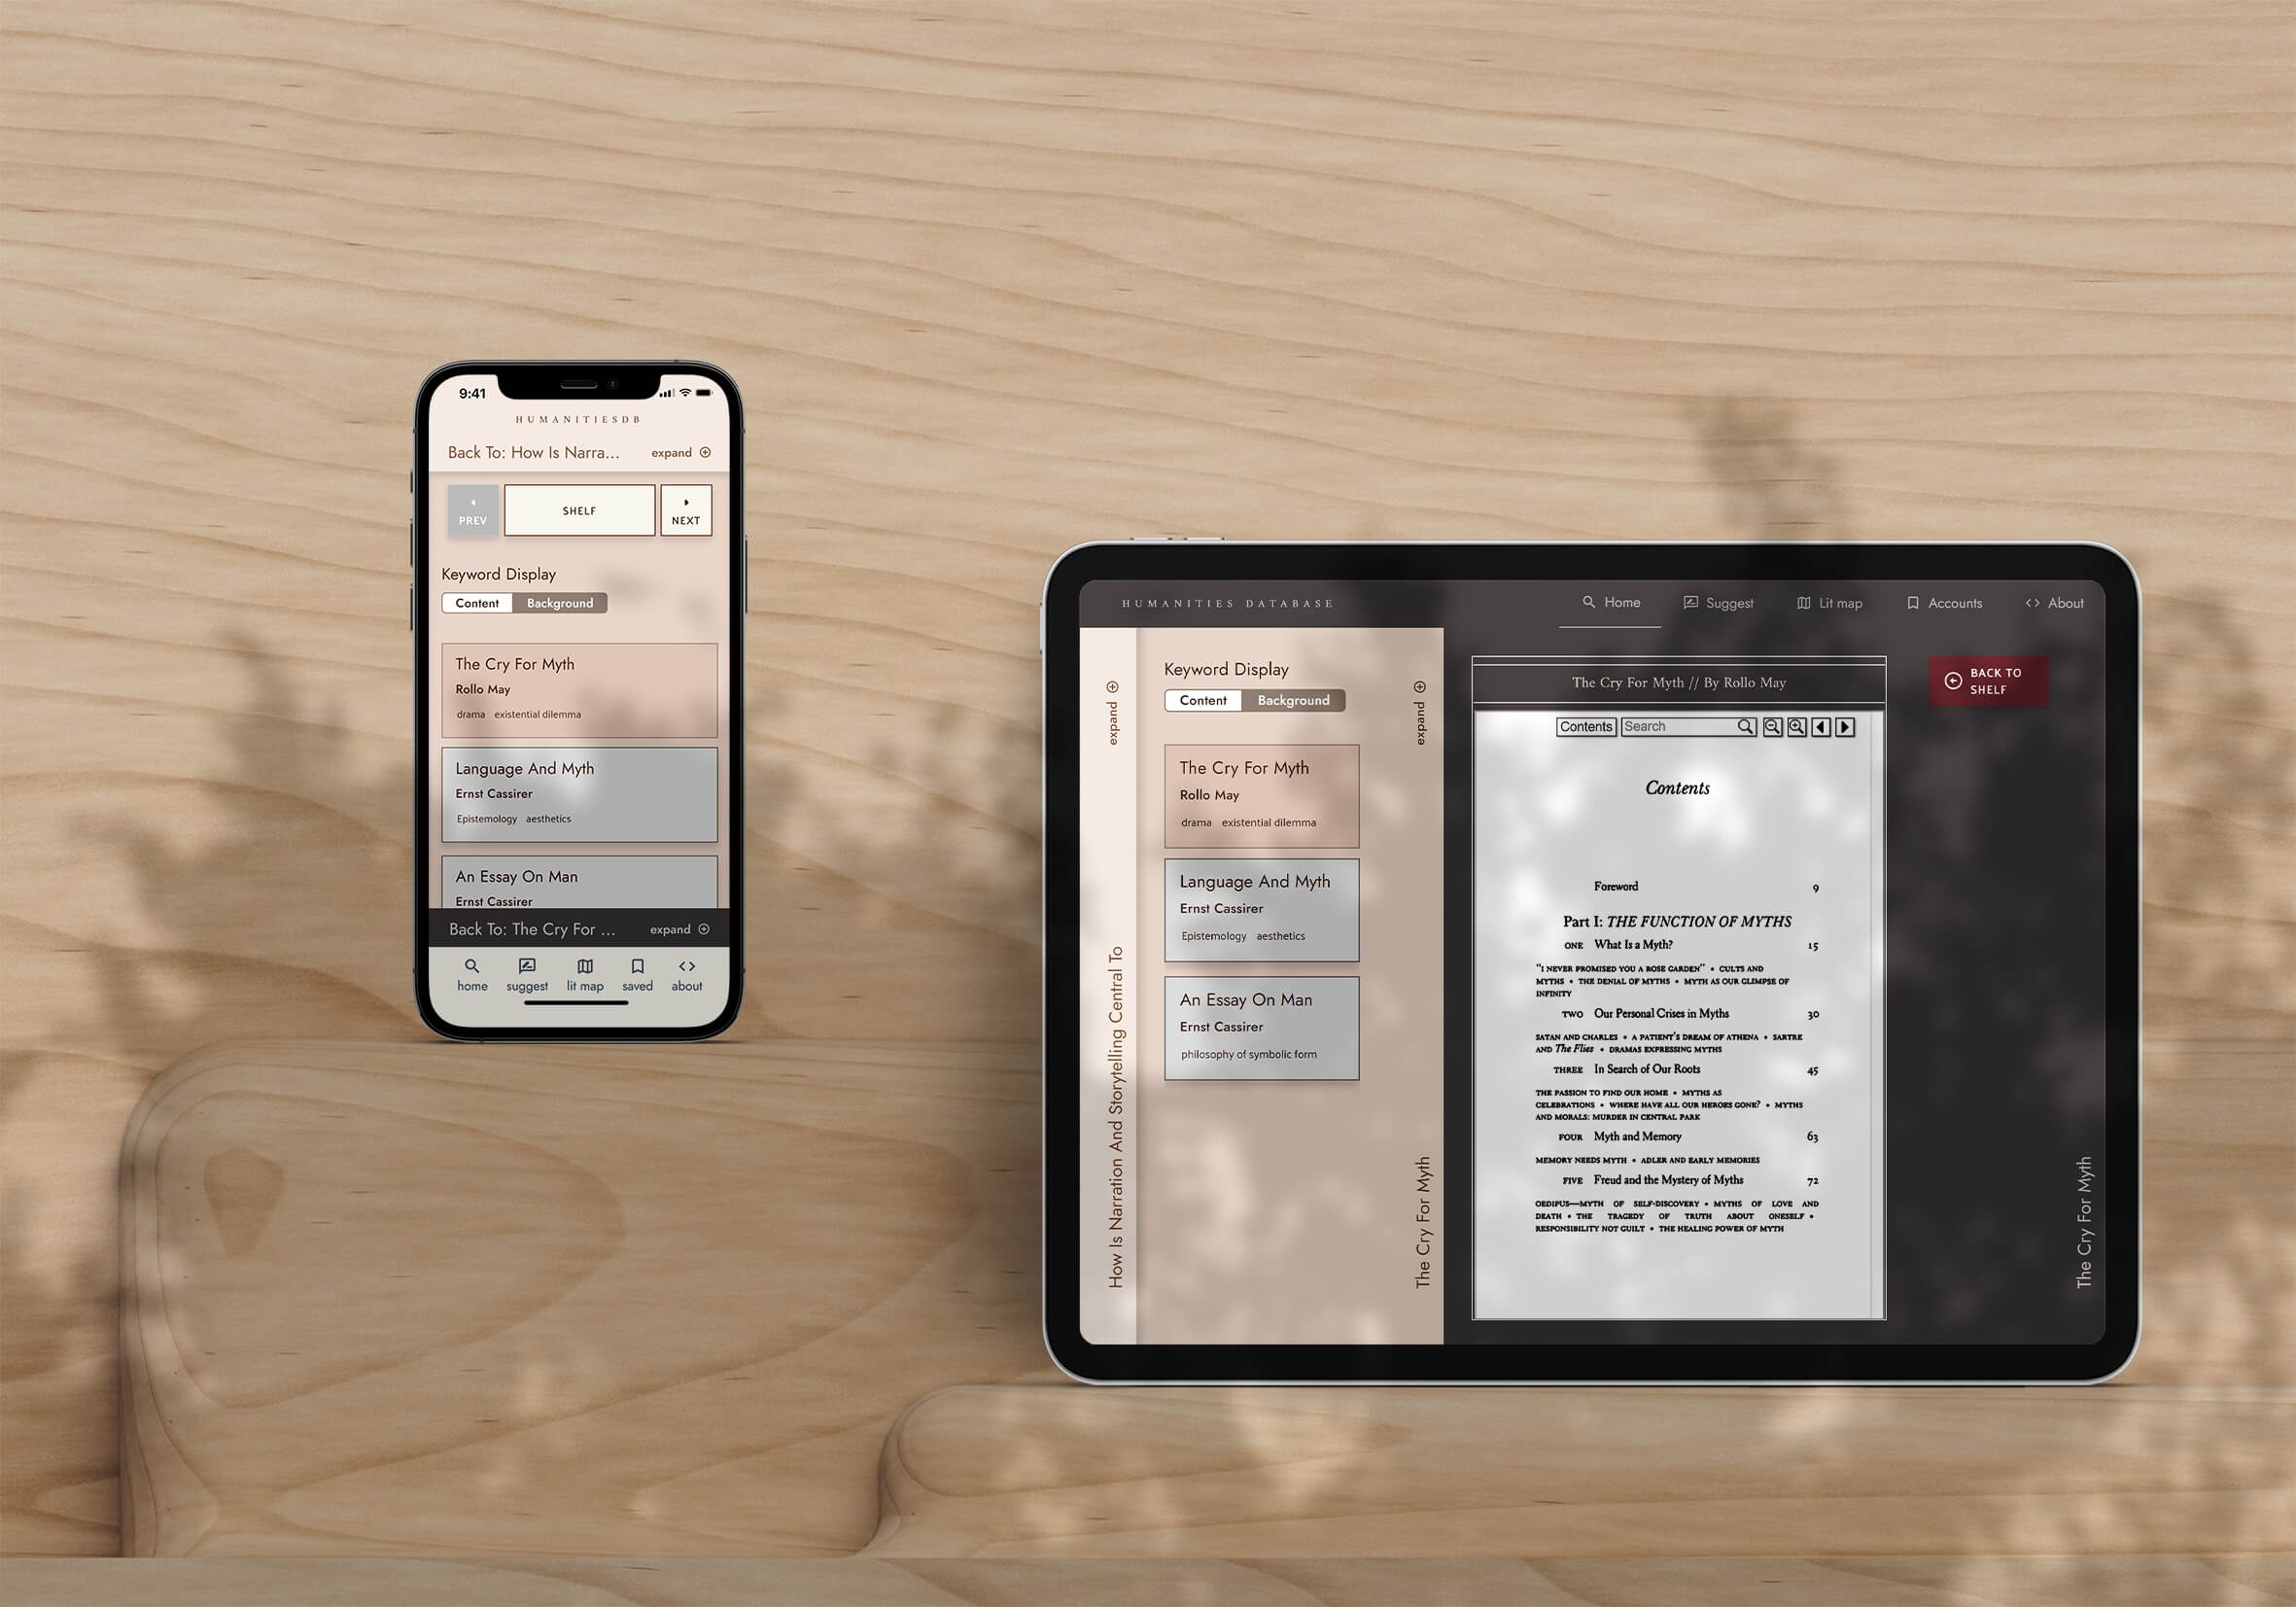 9:41
HUMANITIESDB
Back To: How Is Narra...
expand
PREV
SHELF
NEXT
Keyword Display
Content
Background
The Cry For Myth
Rollo May
drama existential dilemma
Language And Myth
Ernst Cassirer
Epistemology aesthetics
An Essay On Man
Ernst Cassirer
Back To: The Cry For ...
expand
home
suggest
lit map
saved
about
HUMANITIES DATABASE
Home
Suggest
Lit map
Accounts
About
expand
How Is Narration And Storytelling Central To
Keyword Display
Content
Background
The Cry For Myth
Rollo May
drama existential dilemma
Language And Myth
Ernst Cassirer
Epistemology aesthetics
An Essay On Man
Ernst Cassirer
philosophy of symbolic form
expand
The Cry For Myth
The Cry For Myth // By Rollo May
Contents
Search
Contents
Foreword 9
Part I: THE FUNCTION OF MYTHS
ONE What Is a Myth? 15
"I NEVER PROMISED YOU A ROSE GARDEN" • CULTS AND
MYTHS • THE DENIAL OF MYTHS • MYTH AS OUR GLIMPSE OF
INFINITY
TWO Our Personal Crises in Myths 30
SATAN AND CHARLES • A PATIENT'S DREAM OF ATHENA • SARTRE
AND The Flies • DRAMAS EXPRESSING MYTHS
THREE In Search of Our Roots 45
THE PASSION TO FIND OUR HOME • MYTHS AS
CELEBRATIONS • WHERE HAVE ALL OUR HEROES GONE? • MYTHS
AND MORALS: MURDER IN CENTRAL PARK
FOUR Myth and Memory 63
MEMORY NEEDS MYTH • ADLER AND EARLY MEMORIES
FIVE Freud and the Mystery of Myths 72
OEDIPUS—MYTH OF SELF-DISCOVERY • MYTHS OF LOVE AND
DEATH • THE TRAGEDY OF TRUTH ABOUT ONESELF •
RESPONSIBILITY NOT GUILT • THE HEALING POWER OF MYTH
BACK TO
SHELF
The Cry For Myth